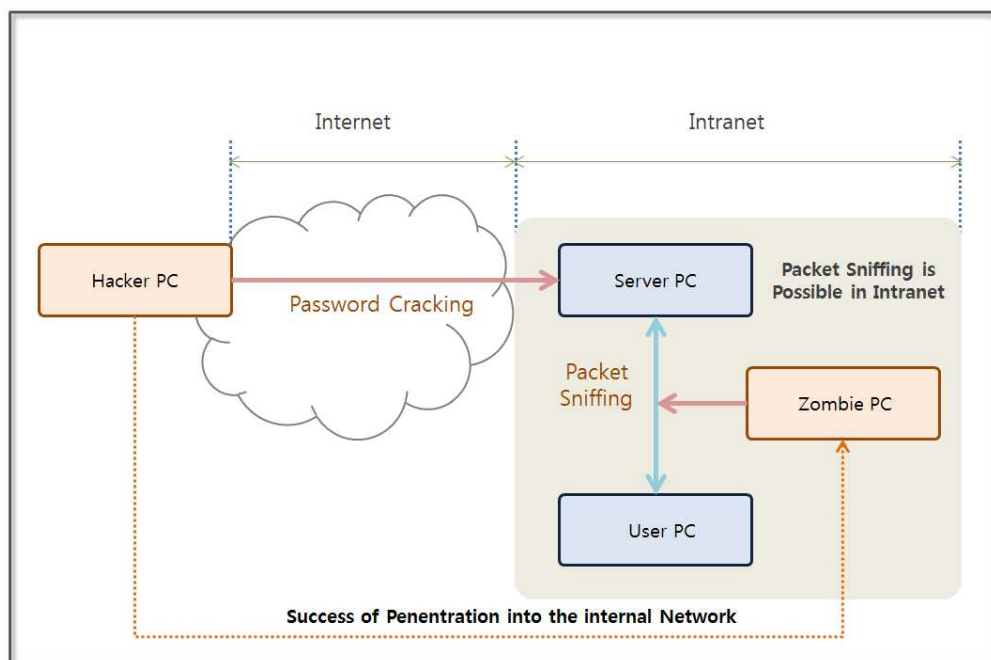 Internet
Intranet
Hacker PC
Password Cracking
Server PC
Packet Sniffing is
Possible in Intranet
Packet
Sniffing
Zombie PC
User PC
Success of Penentration into the internal Network